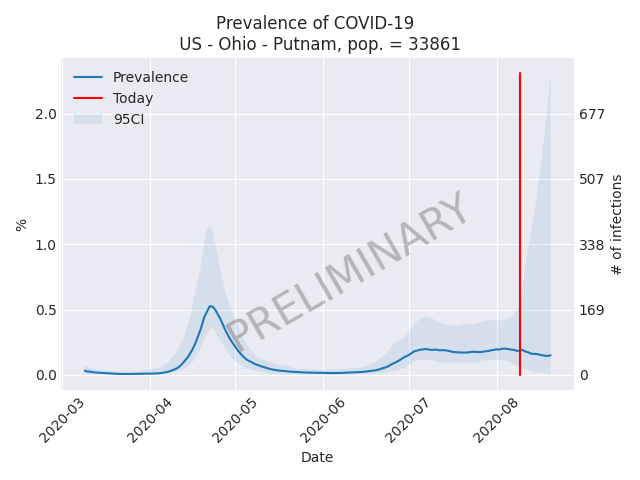 Prevalence of COVID-19
US - Ohio - Putnam, pop. = 33861
Prevalence
Today
95CI
2.0
1.5
1.0
0.5
0.0
%
677
507
338
169
0
# of infections
PRELIMINARY
2020-03
2020-04
2020-05
2020-06
2020-07
2020-08
Date